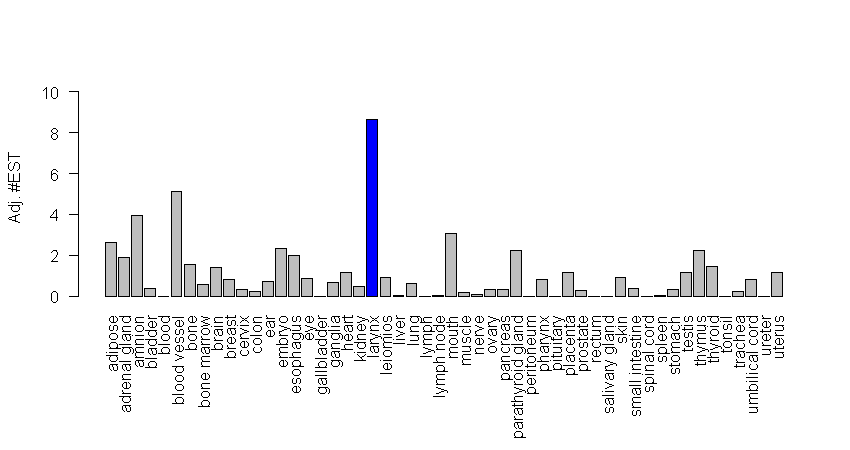 Adj. #EST
10
8
6
4
2
0
adipose
adrenal gland
amnion
bladder
blood
blood vessel
bone
bone marrow
brain
breast
cervix
colon
ear
embryo
esophagus
eye
gallbladder
ganglia
heart
kidney
larynx
leiomios
liver
lung
lymph
lymph node
mouth
muscle
nerve
ovary
pancreas
parathyroid gland
peritoneum
pharynx
pituitary
placenta
prostate
rectum
salivary gland
skin
small intestine
spinal cord
spleen
stomach
testis
thymus
thyroid
tonsil
trachea
umbilical cord
ureter
uterus